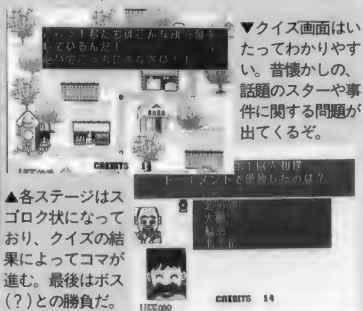 ▼クイズ画面はい
たってわかりやす
い。昔懐かしの、
話題のスターや事
件に関する問題が
出てくるぞ。
CREDITS 13
▲各ステージはス
ゴロク状になって
おり、クイズの結
果によってコマが
進む。最後はボス
(?)との勝負だ。
トーナメントで優勝したのは?
CREDITS 14